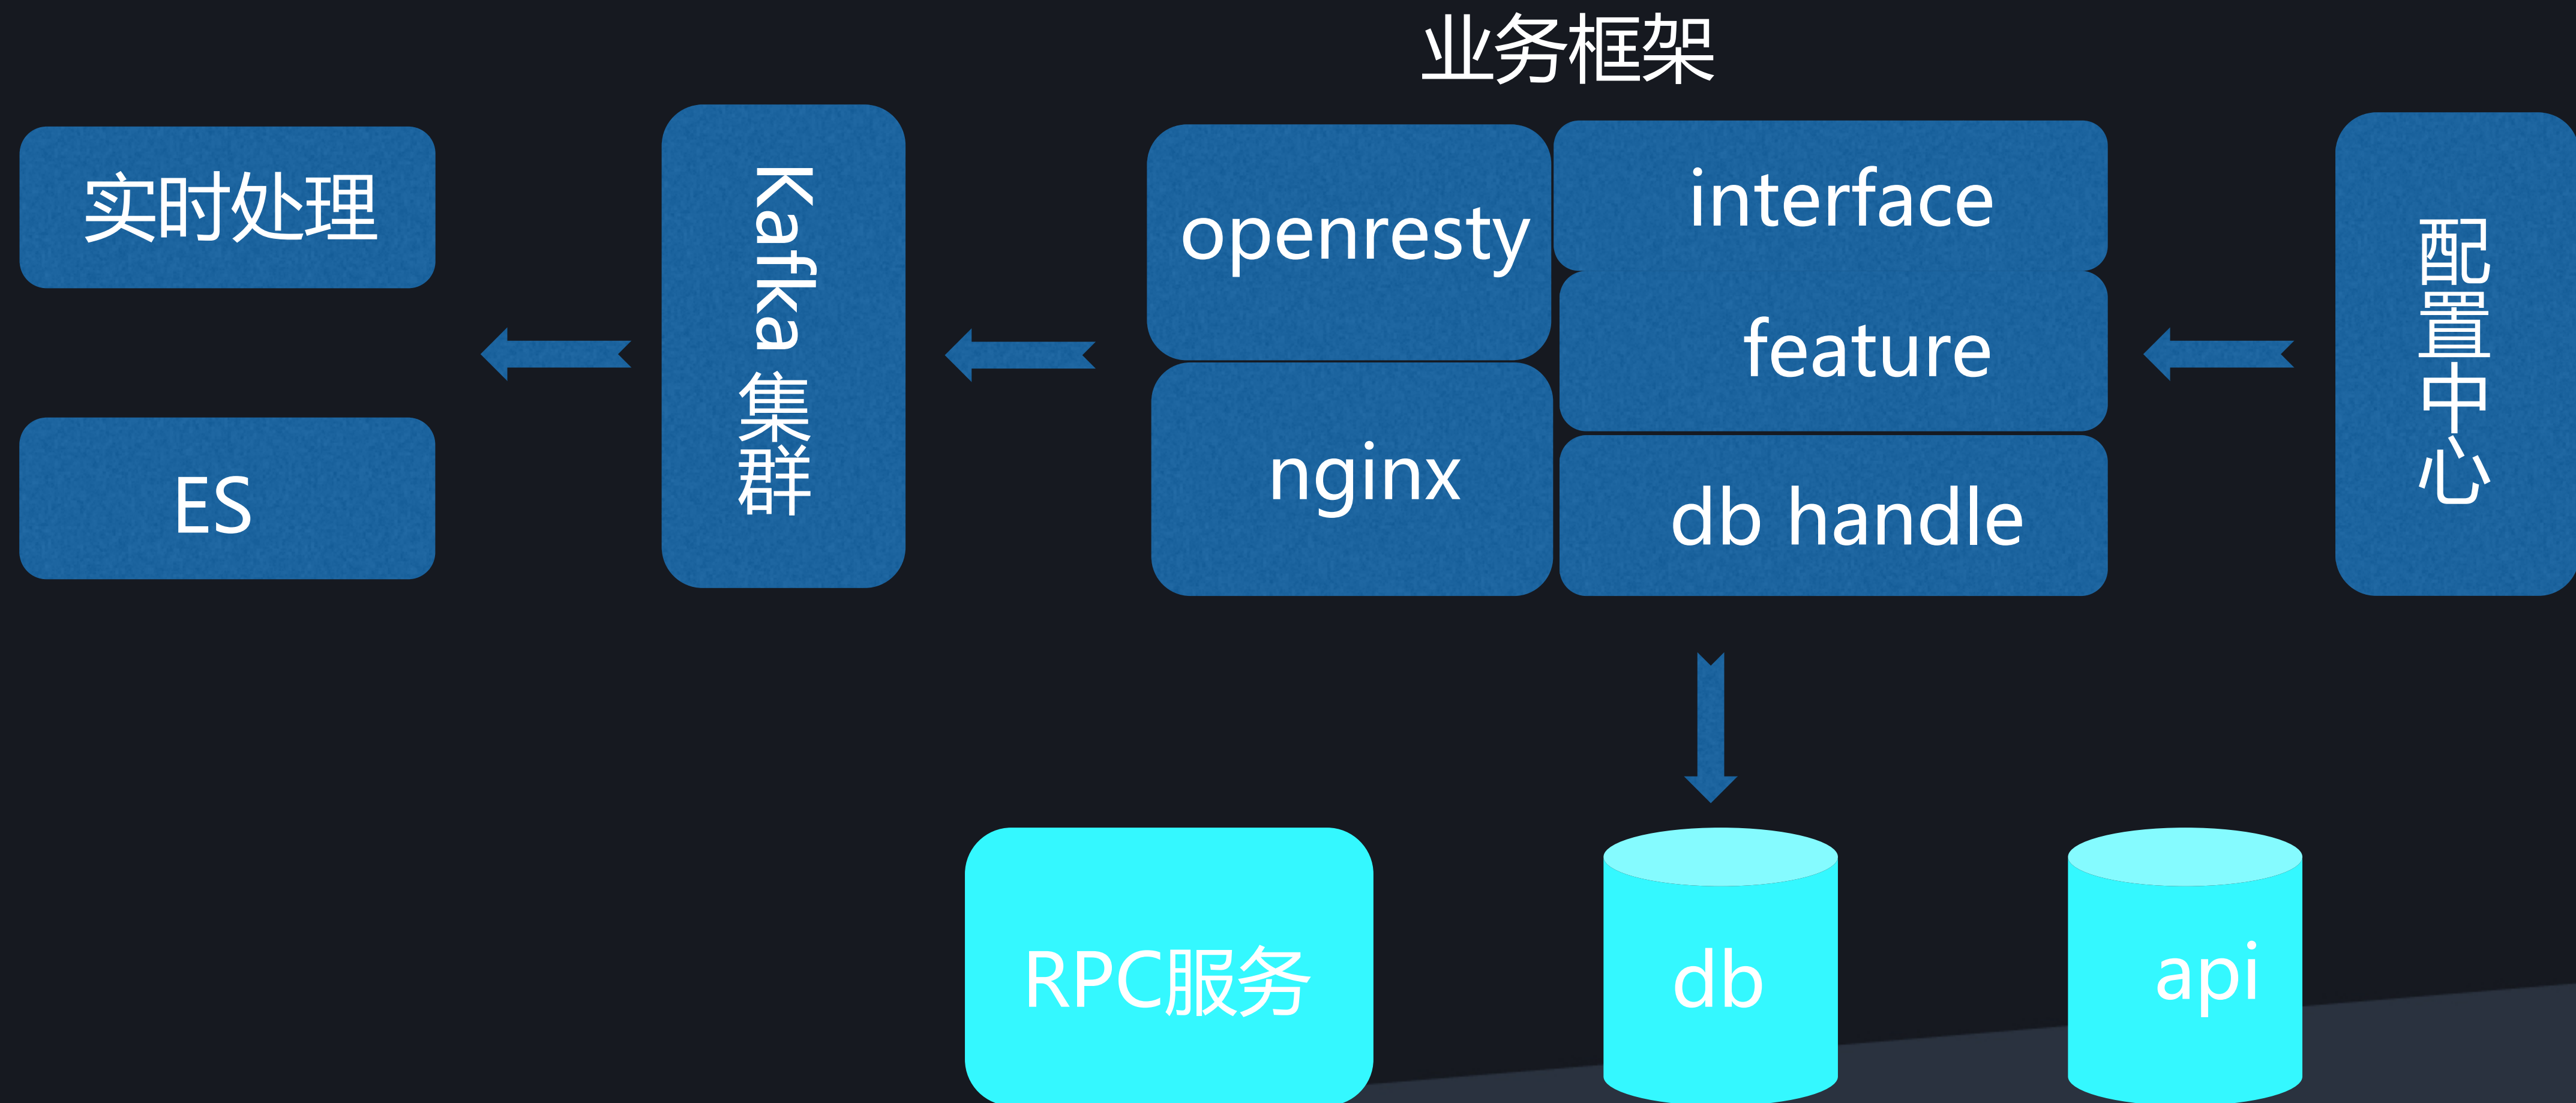 业务框架
实时处理
ES
Kafka 集群
openresty
nginx
interface
feature
db handle
配置中心
RPC服务
db
api